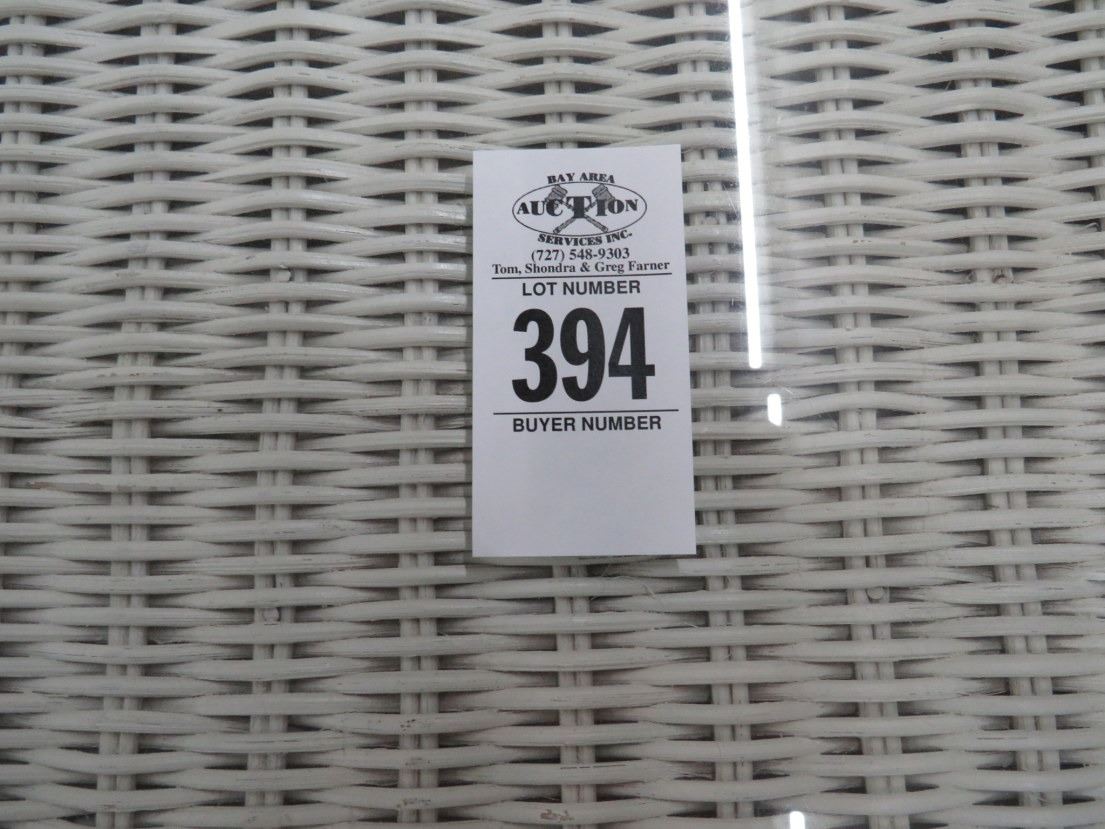 BAY AREA
AUCTION
SERVICES INC.
(727) 548-9303
Tom, Shondra & Greg Farner
LOT NUMBER
394
BUYER NUMBER